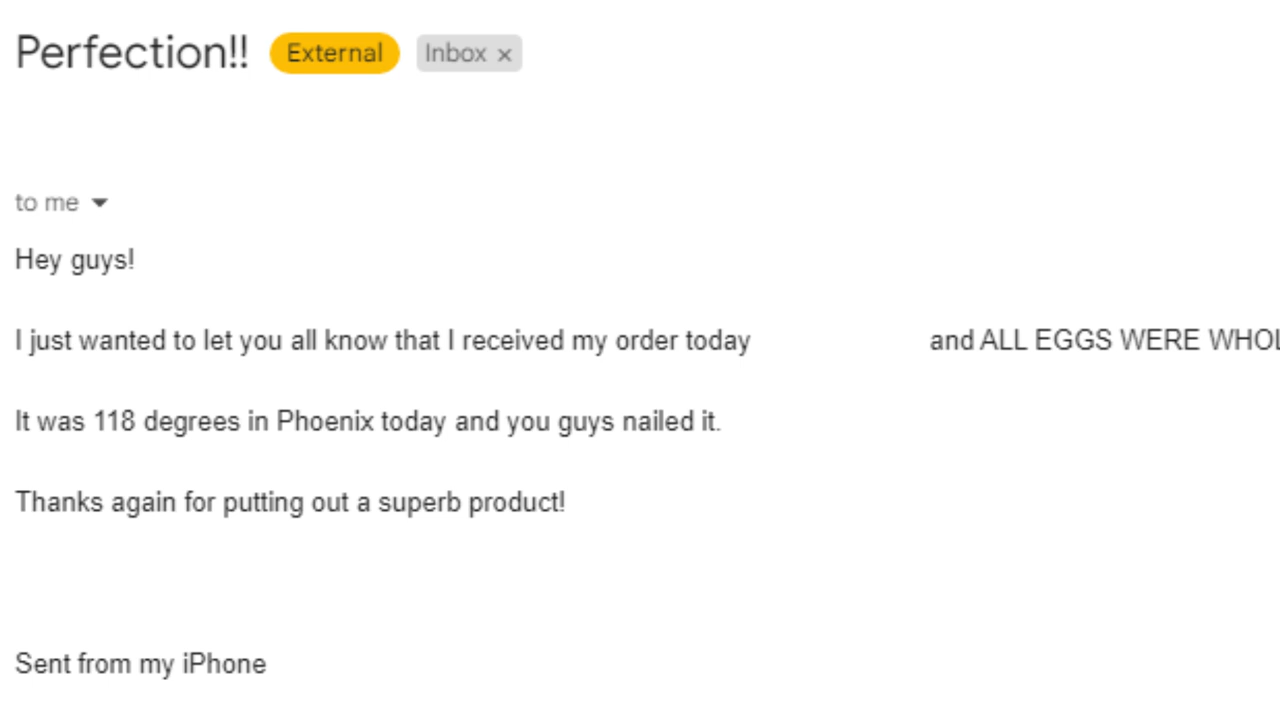 Perfection!! External Inbox ×
to me
Hey guys!
I just wanted to let you all know that I received my order today and ALL EGGS WERE
It was 118 degrees in Phoenix today and you guys nailed it.
Thanks again for putting out a superb product!
Sent from my iPhone